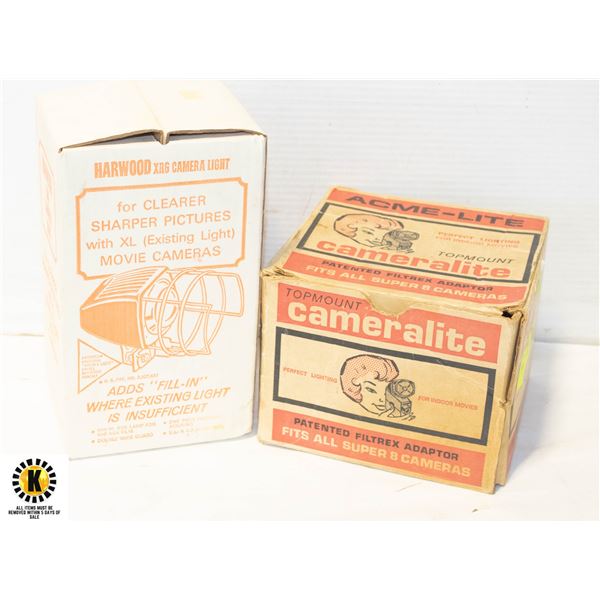 HARWOOD XR6 CAMERA LIGHT
for CLEARER
SHARPER PICTURES
with XL (Existing Light)
MOVIE CAMERAS
ADDS "FILL-IN"
WHERE EXISTING LIGHT
IS INSUFFICIENT
ACME-LITE
PERFECT LIGHTING
FOR INDOOR MOVIES
TOPMOUNT
cameralite
PATENTED FILTREX ADAPTOR
FITS ALL SUPER 8 CAMERAS
TOPMOUNT
cameralite
PERFECT LIGHTING
FOR INDOOR MOVIES
PATENTED FILTREX ADAPTOR
FITS ALL SUPER 8 CAMERAS
K
ALL ITEMS MUST BE
REMOVED WITHIN 5 DAYS OF
SALE